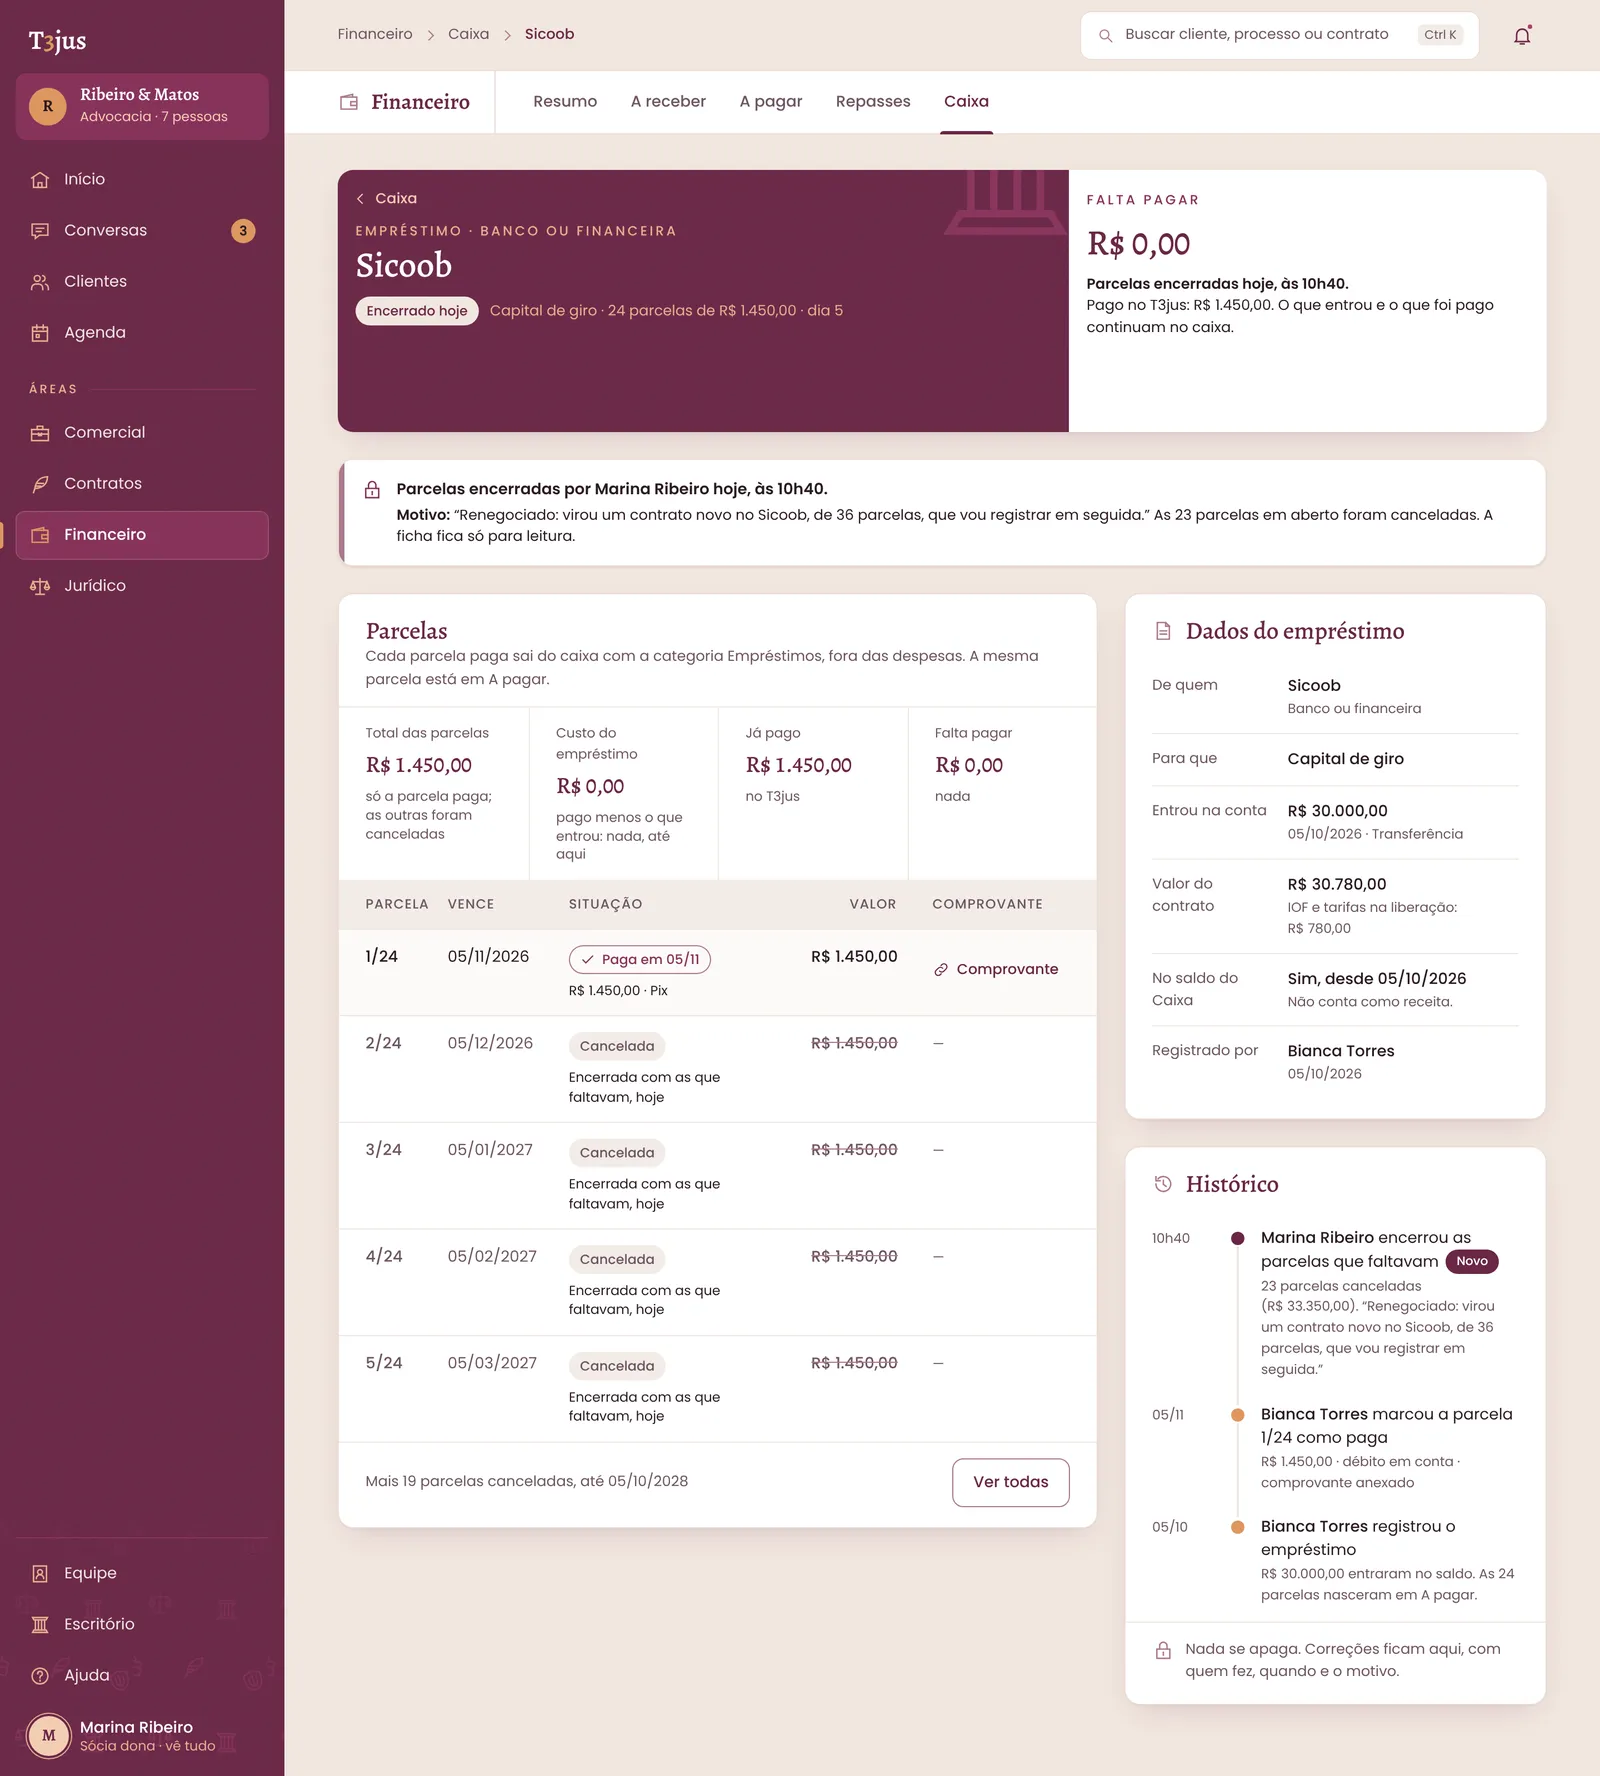 T3jus
R
Ribeiro & Matos
Advocacia · 7 pessoas
Início
Conversas
3
Clientes
Agenda
ÁREAS
Comercial
Contratos
Financeiro
Jurídico
Equipe
Escritório
Ajuda
M
Marina Ribeiro
Sócia dona · vê tudo
Financeiro
Caixa
Sicoob
Buscar cliente, processo ou contrato
Ctrl K
Financeiro
Resumo
A receber
A pagar
Repasses
Caixa
Caixa
EMPRÉSTIMO · BANCO OU FINANCEIRA
Sicoob
Encerrado hoje
Capital de giro · 24 parcelas de R$ 1.450,00 · dia 5
FALTA PAGAR
R$ 0,00
Parcelas encerradas hoje, às 10h40.
Pago no T3jus: R$ 1.450,00. O que entrou e o que foi pago
continuam no caixa.
Parcelas encerradas por Marina Ribeiro hoje, às 10h40.
Motivo: “Renegociado: virou um contrato novo no Sicoob, de 36 parcelas, que vou registrar em seguida.” As 23 parcelas em aberto foram canceladas. A
ficha fica só para leitura.
Parcelas
Cada parcela paga sai do caixa com a categoria Empréstimos, fora das despesas. A mesma
parcela está em A pagar.
Total das parcelas
R$ 1.450,00
só a parcela paga;
as outras foram
canceladas
Custo do
empréstimo
R$ 0,00
pago menos o que
entrou: nada, até
aqui
Já pago
R$ 1.450,00
no T3jus
Falta pagar
R$ 0,00
nada
PARCELA
VENCE
SITUAÇÃO
VALOR
COMPROVANTE
1/24
05/11/2026
Paga em 05/11
R$ 1.450,00 · Pix
R$ 1.450,00
Comprovante
2/24
05/12/2026
Cancelada
Encerrada com as que
faltavam, hoje
R$ 1.450,00
—
3/24
05/01/2027
Cancelada
Encerrada com as que
faltavam, hoje
R$ 1.450,00
—
4/24
05/02/2027
Cancelada
Encerrada com as que
faltavam, hoje
R$ 1.450,00
—
5/24
05/03/2027
Cancelada
Encerrada com as que
faltavam, hoje
R$ 1.450,00
—
Mais 19 parcelas canceladas, até 05/10/2028
Ver todas
Dados do empréstimo
De quem
Sicoob
Banco ou financeira
Para que
Capital de giro
Entrou na conta
R$ 30.000,00
05/10/2026 · Transferência
Valor do
contrato
R$ 30.780,00
IOF e tarifas na liberação:
R$ 780,00
No saldo do
Caixa
Sim, desde 05/10/2026
Não conta como receita.
Registrado por
Bianca Torres
05/10/2026
Histórico
10h40
Marina Ribeiro encerrou as
parcelas que faltavam Novo
23 parcelas canceladas
(R$ 33.350,00). “Renegociado: virou
um contrato novo no Sicoob, de 36
parcelas, que vou registrar em
seguida.”
05/11
Bianca Torres marcou a parcela
1/24 como paga
R$ 1.450,00 · débito em conta ·
comprovante anexado
05/10
Bianca Torres registrou o
empréstimo
R$ 30.000,00 entraram no saldo. As 24
parcelas nasceram em A pagar.
Nada se apaga. Correções ficam aqui, com
quem fez, quando e o motivo.